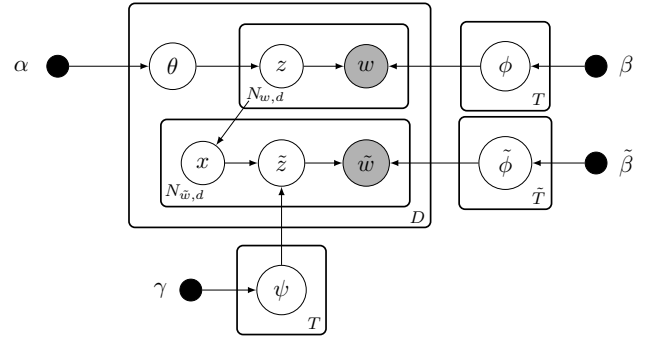 α θ z w ϕ β
N_{w,d} T
x z̃ w̃ ϕ̃ β̃
N_{w̃,d} T̃
D
γ ψ
T